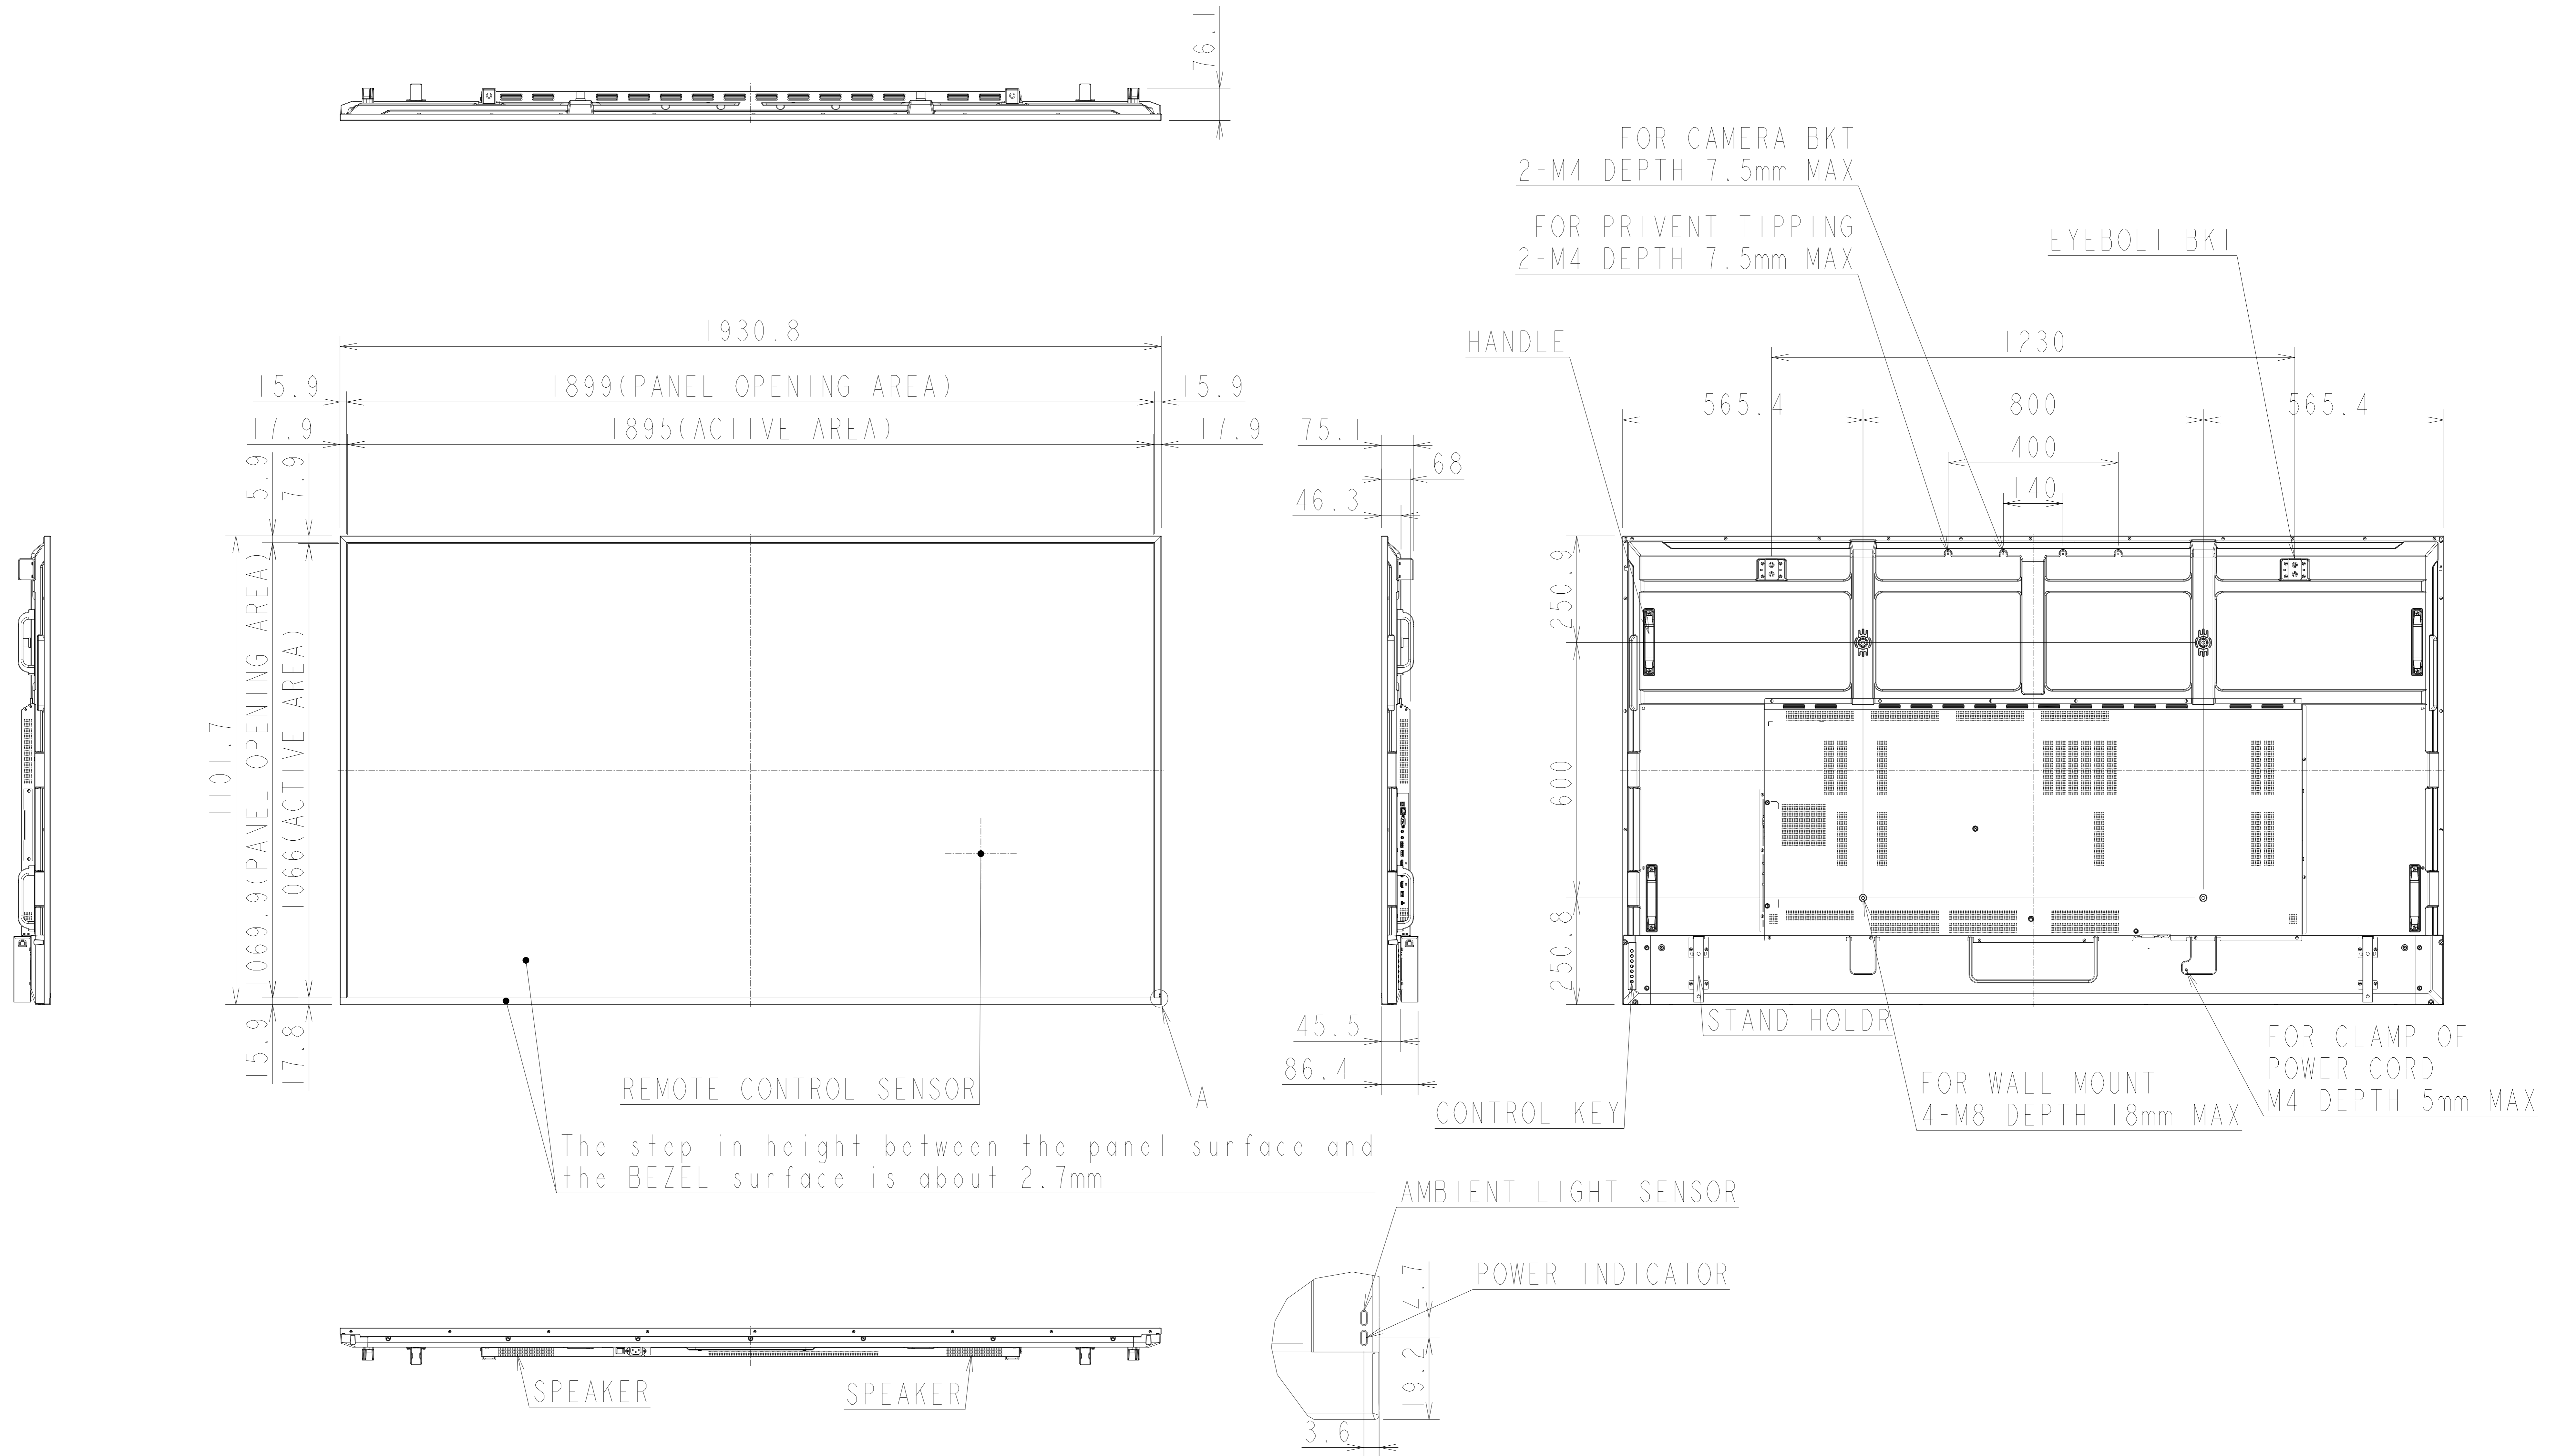 76.1
FOR CAMERA BKT
2-M4 DEPTH 7.5mm MAX
FOR PRIVENT TIPPING
2-M4 DEPTH 7.5mm MAX
EYEBOLT BKT
HANDLE
1930.8
15.9
1899(PANEL OPENING AREA)
15.9
17.9
1895(ACTIVE AREA)
17.9
15.9
17.9
1101.7
1069.9(PANEL OPENING AREA)
1066(ACTIVE AREA)
15.9
17.8
REMOTE CONTROL SENSOR
A
The step in height between the panel surface and
the BEZEL surface is about 2.7mm
75.1
68
46.3
45.5
86.4
1230
565.4
800
565.4
400
140
250.9
600
250.8
STAND HOLDR
CONTROL KEY
FOR WALL MOUNT
4-M8 DEPTH 18mm MAX
FOR CLAMP OF
POWER CORD
M4 DEPTH 5mm MAX
AMBIENT LIGHT SENSOR
POWER INDICATOR
4.7
19.2
3.6
SPEAKER
SPEAKER